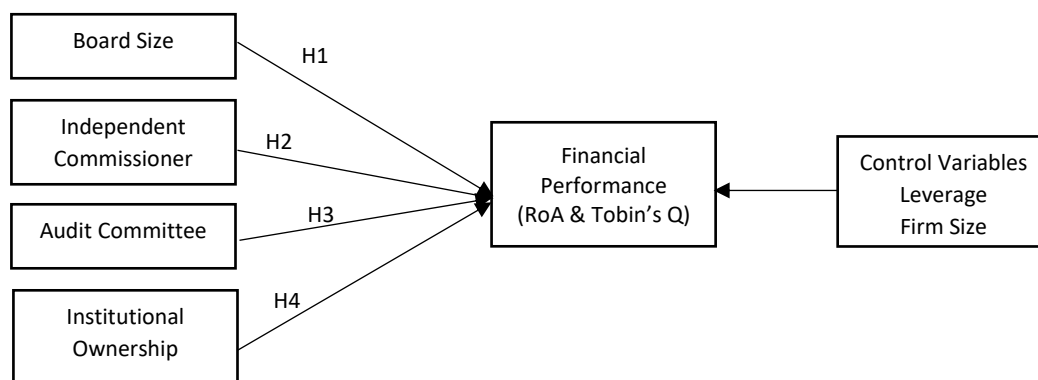 Board Size
H1
Independent
Commissioner
H2
Audit Committee
H3
Institutional
Ownership
H4
Financial
Performance
(RoA & Tobin’s Q)
Control Variables
Leverage
Firm Size